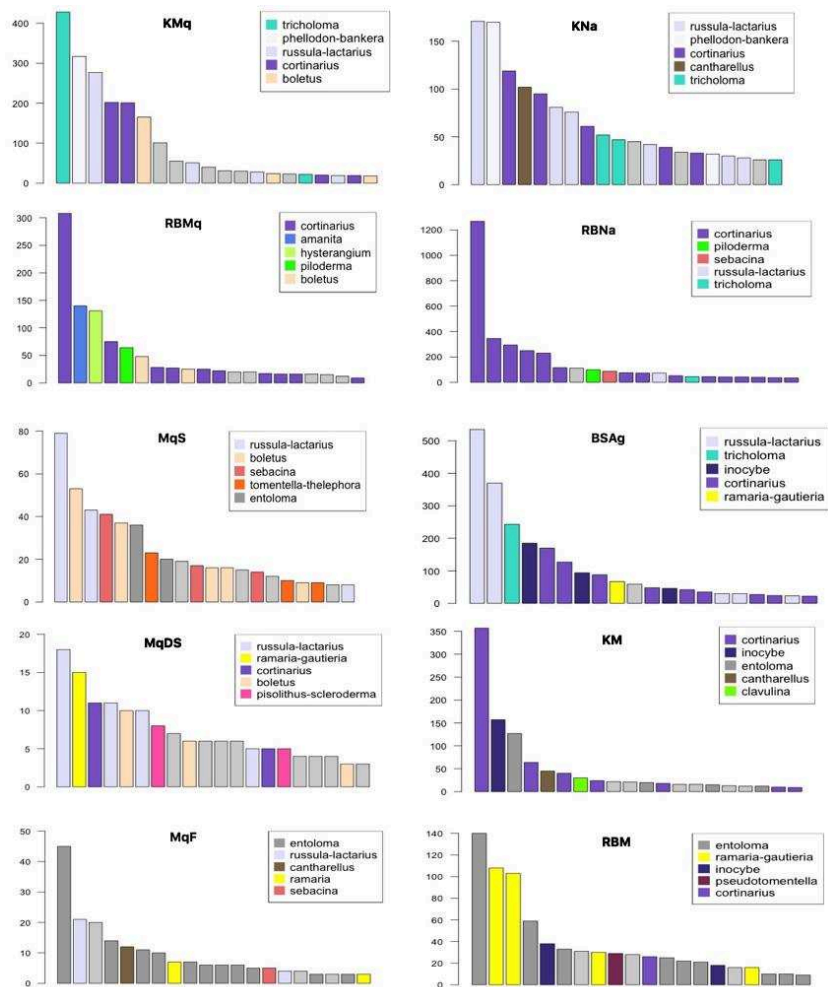 KMq
400
300
200
100
0
tricholoma
phellodon-bankera
russula-lactarius
cortinarius
boletus
KNa
150
100
50
0
russula-lactarius
phellodon-bankera
cortinarius
cantharellus
tricholoma
RBMq
300
250
200
150
100
50
0
cortinarius
amanita
hysterangium
piloderma
boletus
RBNa
1200
1000
800
600
400
200
0
cortinarius
piloderma
sebacina
russula-lactarius
tricholoma
MqS
80
60
40
20
0
russula-lactarius
boletus
sebacina
tomentella-thelephora
entoloma
BSAg
500
400
300
200
100
0
russula-lactarius
tricholoma
inocybe
cortinarius
ramaria-gautieria
MqDS
20
15
10
5
0
russula-lactarius
ramaria-gautieria
cortinarius
boletus
pisolithus-scleroderma
KM
350
300
250
200
150
100
50
0
cortinarius
inocybe
entoloma
cantharellus
clavulina
MqF
50
40
30
20
10
0
entoloma
russula-lactarius
cantharellus
ramaria
sebacina
RBM
140
120
100
80
60
40
20
0
entoloma
ramaria-gautieria
inocybe
pseudotomentella
cortinarius